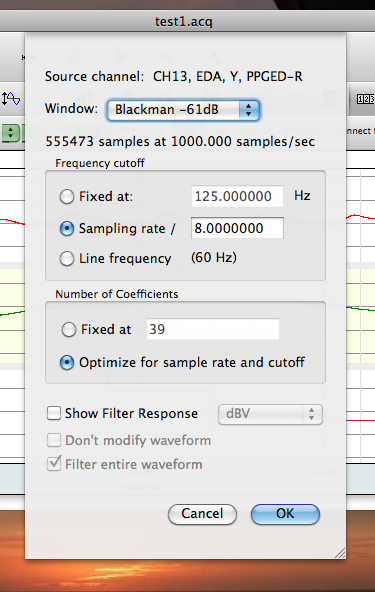 test1.acq
Source channel: CH13, EDA, Y, PPGED-R
Window: Blackman -61dB
555473 samples at 1000.000 samples/sec
Frequency cutoff
Fixed at: 125.000000 Hz
Sampling rate / 8.0000000
Line frequency (60 Hz)
Number of Coefficients
Fixed at 39
Optimize for sample rate and cutoff
Show Filter Response dBV
Don't modify waveform
Filter entire waveform
Cancel OK